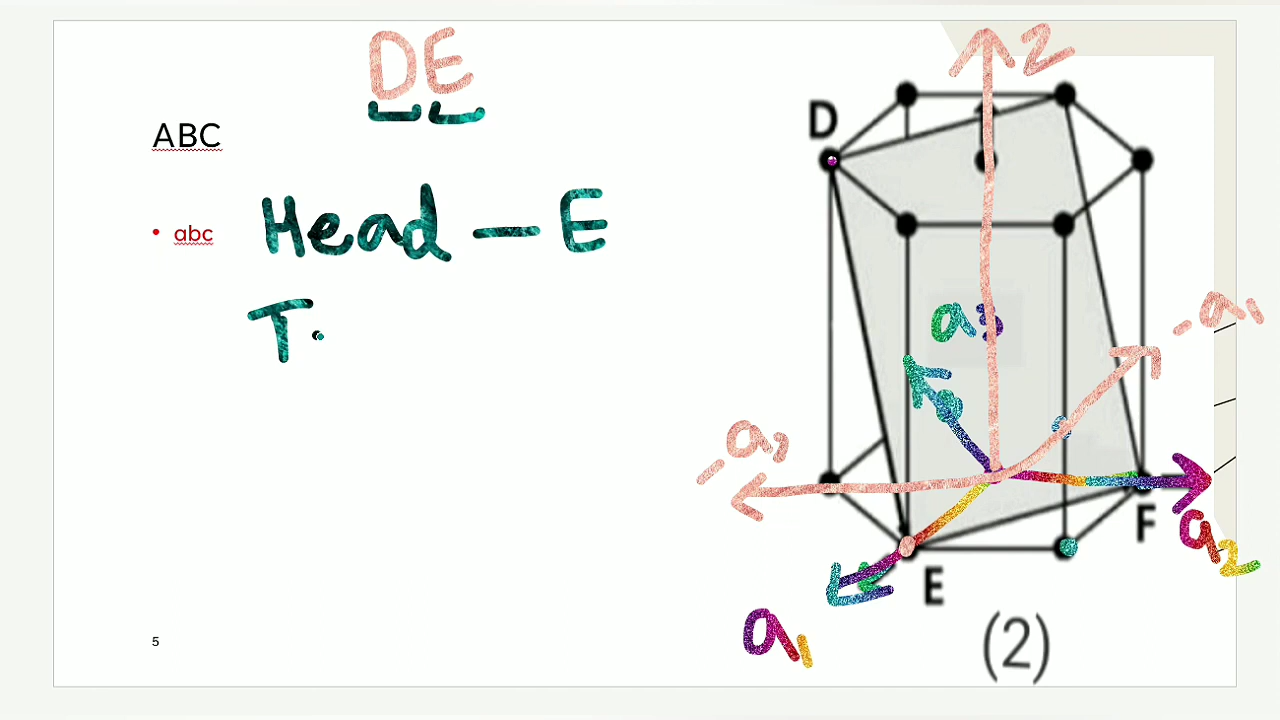 DE
ABC
• abc
Head – E
T
5
D
z
a3
-a1
-a2
F
a2
E
a1
(2)